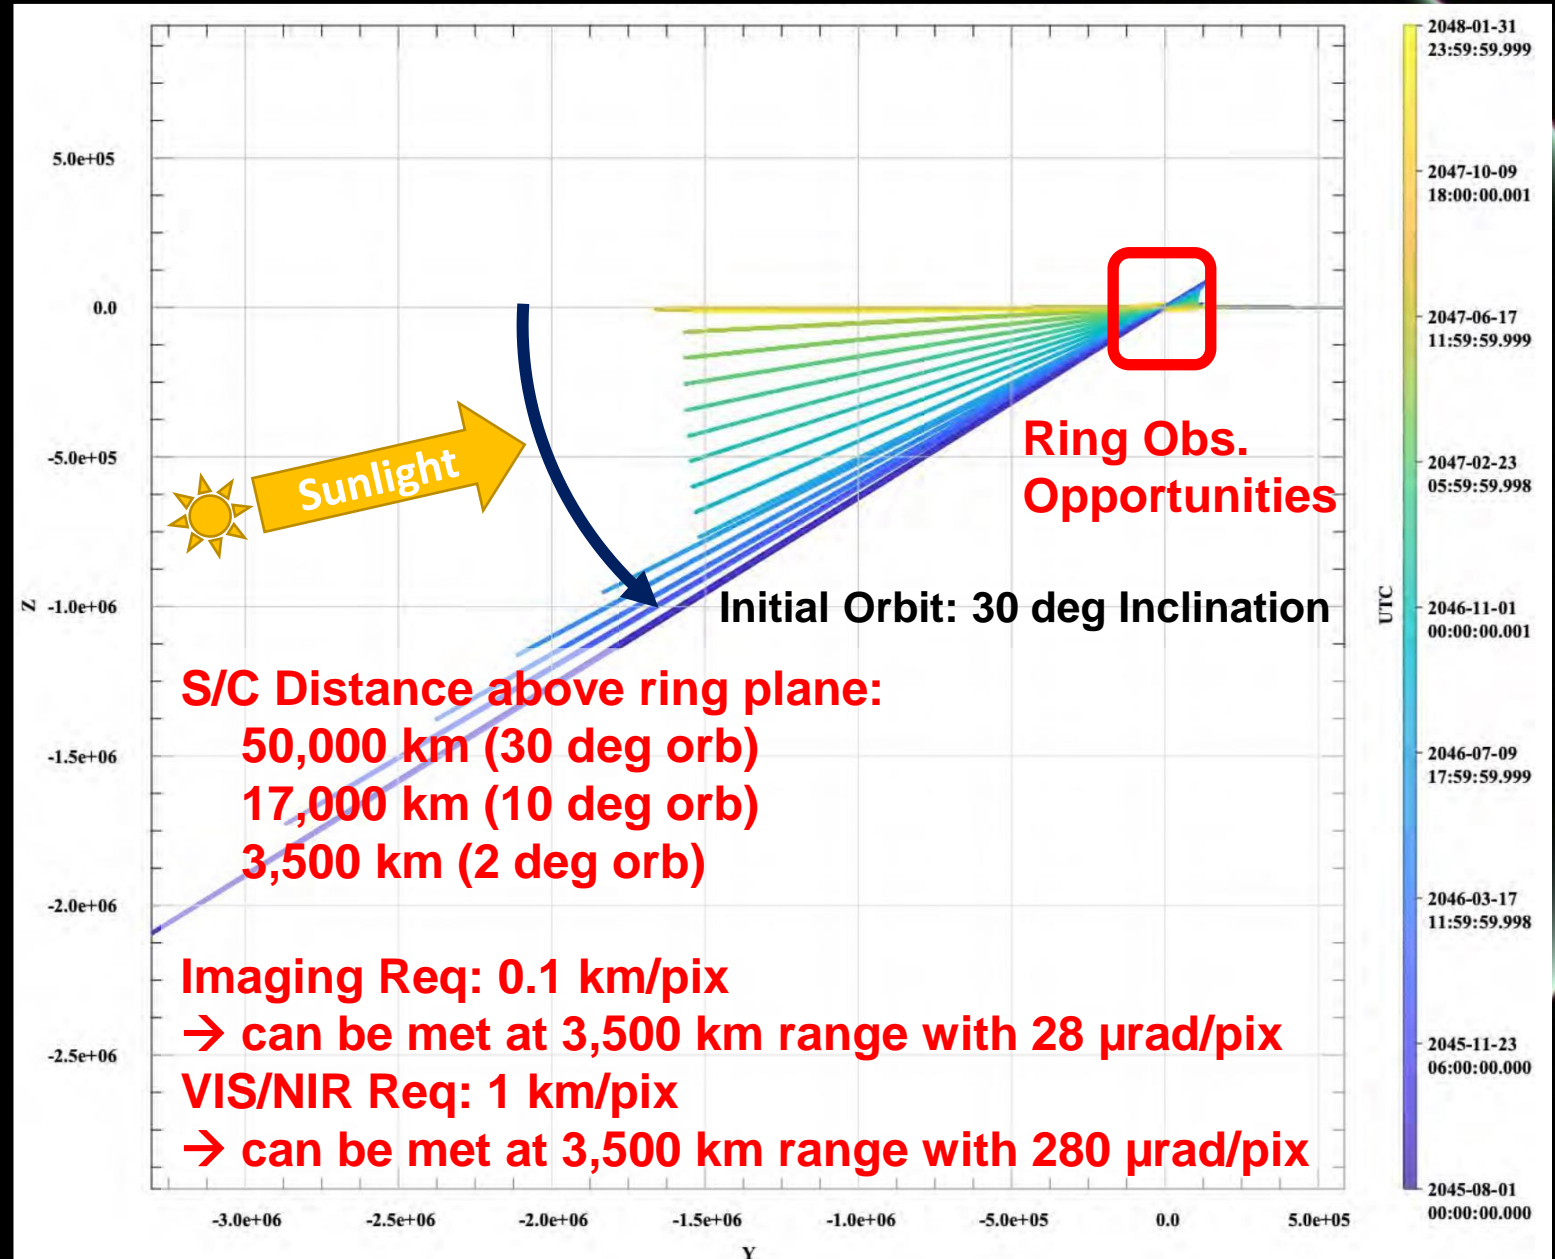 5.0e+05
0.0
-5.0e+05
-1.0e+06
-1.5e+06
-2.0e+06
-2.5e+06
Z
Sunlight
Ring Obs.
Opportunities
Initial Orbit: 30 deg Inclination
S/C Distance above ring plane:
50,000 km (30 deg orb)
17,000 km (10 deg orb)
3,500 km (2 deg orb)
Imaging Req: 0.1 km/pix
→ can be met at 3,500 km range with 28 µrad/pix
VIS/NIR Req: 1 km/pix
→ can be met at 3,500 km range with 280 µrad/pix
-3.0e+06
-2.5e+06
-2.0e+06
-1.5e+06
-1.0e+06
-5.0e+05
0.0
5.0e+05
Y
UTC
2048-01-31
23:59:59.999
2047-10-09
18:00:00.001
2047-06-17
11:59:59.999
2047-02-23
05:59:59.998
2046-11-01
00:00:00.001
2046-07-09
17:59:59.999
2046-03-17
11:59:59.998
2045-11-23
06:00:00.000
2045-08-01
00:00:00.000